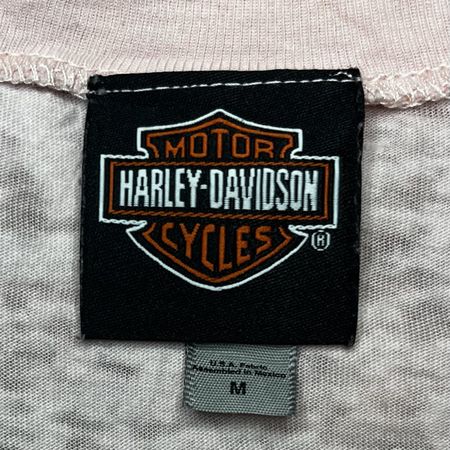 MOTOR
HARLEY-DAVIDSON
CYCLES
®
U.S.A. Fabric
Assembled in Mexico
M